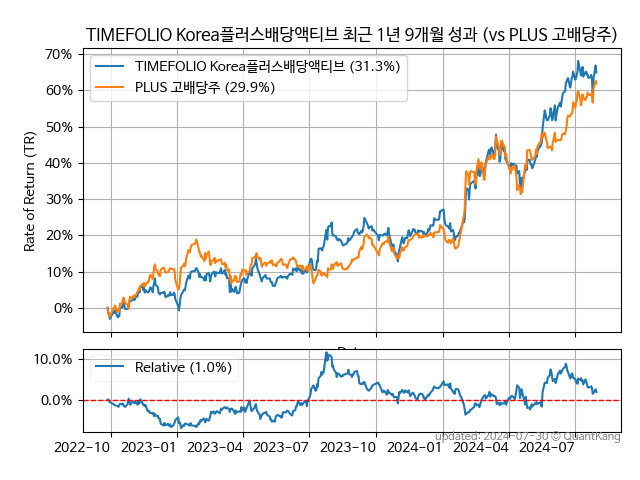 TIMEFOLIO Korea플러스배당액티브 최근 1년 9개월 성과 (vs PLUS 고배당주)
70%
60%
50%
40%
30%
20%
10%
0%
Rate of Return (TR)
TIMEFOLIO Korea플러스배당액티브 (31.3%)
PLUS 고배당주 (29.9%)
10.0%
0.0%
Relative (1.0%)
2022-10 2023-01 2023-04 2023-07 2023-10 2024-01 2024-04 2024-07
updated: 2024-07-30 © QuantKang